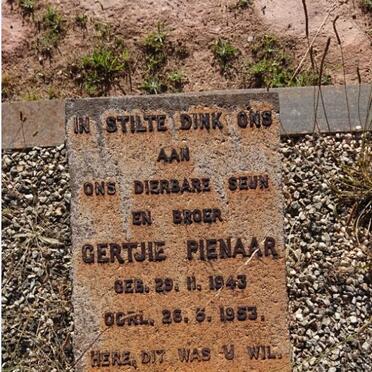 IN STILTE DINK ONS
AAN
ONS DIERBARE SEUN
EN BROER
GERTJIE PIENAAR
GEB. 29. 11. 1943
OORL. 26. 5. 1953.
HERE, DIT WAS U WIL.